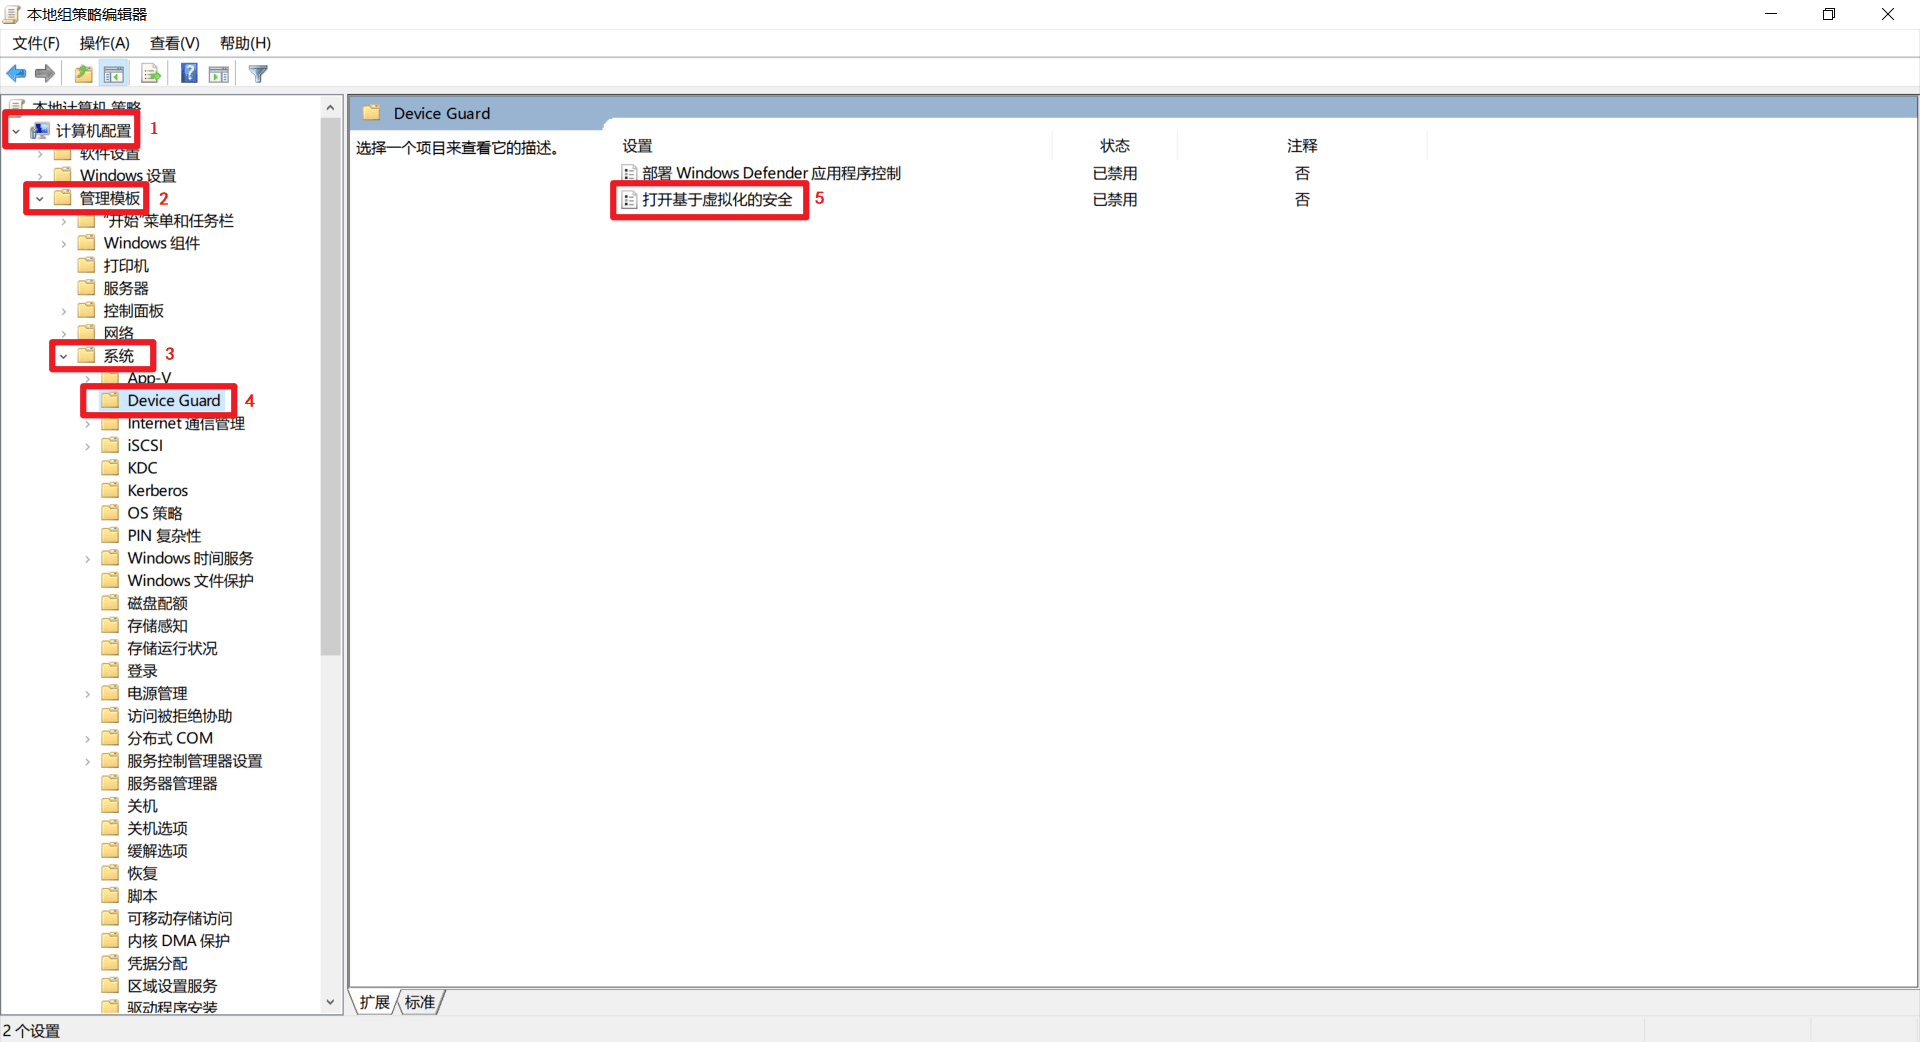 本地组策略编辑器
文件(F) 操作(A) 查看(V) 帮助(H)
本地计算机 策略
计算机配置 1
软件设置
Windows 设置
管理模板 2
"开始"菜单和任务栏
Windows 组件
打印机
服务器
控制面板
网络
系统 3
App-V
Device Guard 4
Internet 通信管理
iSCSI
KDC
Kerberos
OS 策略
PIN 复杂性
Windows 时间服务
Windows 文件保护
磁盘配额
存储感知
存储运行状况
登录
电源管理
访问被拒绝协助
分布式 COM
服务控制管理器设置
服务器管理器
关机
关机选项
缓解选项
恢复
脚本
可移动存储访问
内核 DMA 保护
凭据分配
区域设置服务
驱动程序安装
Device Guard
选择一个项目来查看它的描述。
设置 状态 注释
部署 Windows Defender 应用程序控制 已禁用 否
打开基于虚拟化的安全 5 已禁用 否
扩展 标准
2 个设置